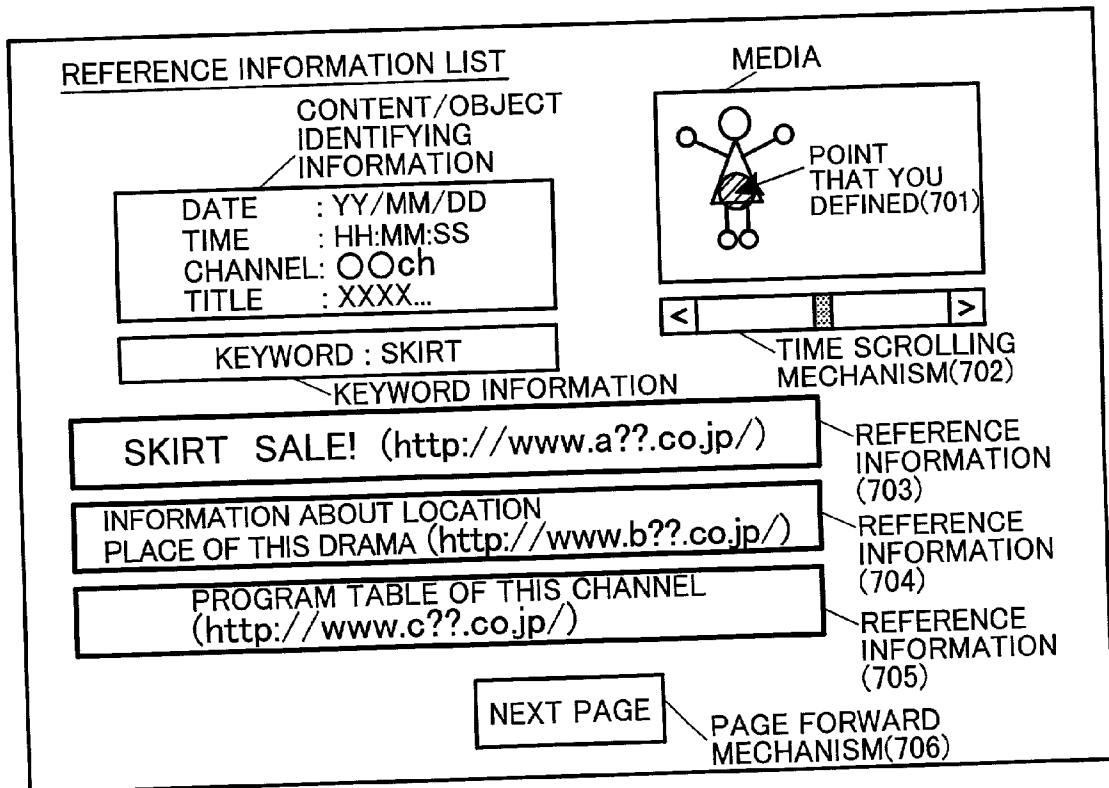 REFERENCE INFORMATION LIST
CONTENT/OBJECT
IDENTIFYING
INFORMATION
DATE : YY/MM/DD
TIME : HH:MM:SS
CHANNEL: ○○ch
TITLE : XXXX...
KEYWORD : SKIRT
KEYWORD INFORMATION
MEDIA
POINT
THAT YOU
DEFINED(701)
< >
TIME SCROLLING
MECHANISM(702)
SKIRT SALE! (http://www.a??.co.jp/)
REFERENCE
INFORMATION
(703)
INFORMATION ABOUT LOCATION
PLACE OF THIS DRAMA (http://www.b??.co.jp/)
REFERENCE
INFORMATION
(704)
PROGRAM TABLE OF THIS CHANNEL
(http://www.c??.co.jp/)
REFERENCE
INFORMATION
(705)
NEXT PAGE
PAGE FORWARD
MECHANISM(706)